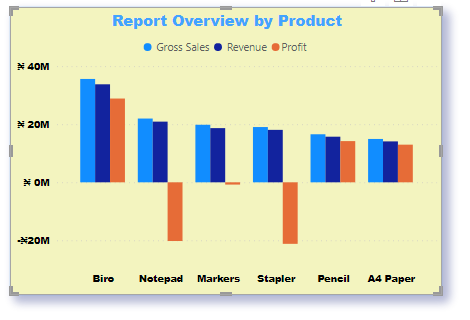 Report Overview by Product
Gross Sales Revenue Profit
₦ 40M
₦ 20M
₦ 0M
-₦20M
Biro Notepad Markers Stapler Pencil A4 Paper